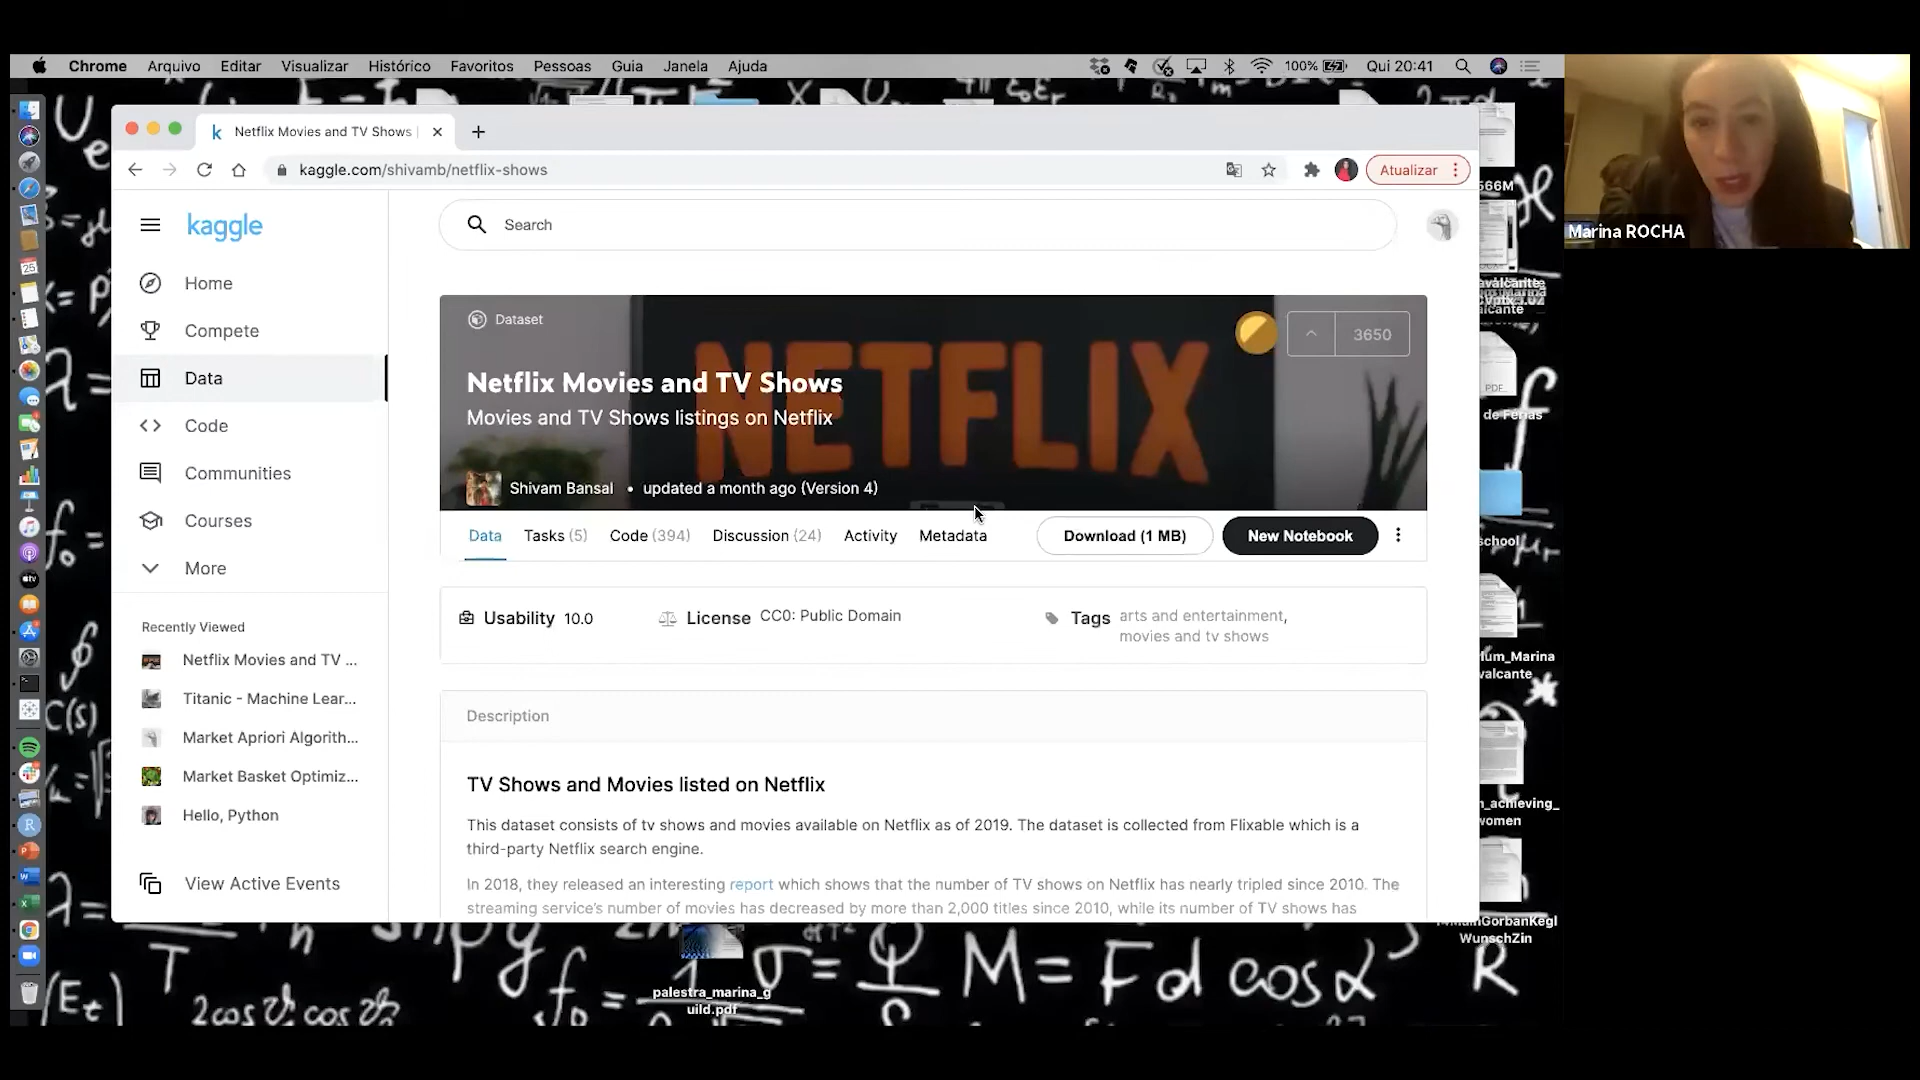 Chrome Arquivo Editar Visualizar Histórico Favoritos Pessoas Guia Janela Ajuda 100% Qui 20:41
Netflix Movies and TV Shows
kaggle.com/shivamb/netflix-shows
Atualizar
kaggle
Search
Home
Compete
Data
Code
Communities
Courses
More
Recently Viewed
Netflix Movies and TV ...
Titanic - Machine Lear...
Market Apriori Algorith...
Market Basket Optimiz...
Hello, Python
View Active Events
Dataset
3650
NETFLIX
Netflix Movies and TV Shows
Movies and TV Shows listings on Netflix
Shivam Bansal • updated a month ago (Version 4)
Data Tasks (5) Code (394) Discussion (24) Activity Metadata Download (1 MB) New Notebook
Usability 10.0 License CC0: Public Domain Tags arts and entertainment,
movies and tv shows
Description
TV Shows and Movies listed on Netflix
This dataset consists of tv shows and movies available on Netflix as of 2019. The dataset is collected from Flixable which is a
third-party Netflix search engine.
In 2018, they released an interesting report which shows that the number of TV shows on Netflix has nearly tripled since 2010. The
streaming service's number of movies has decreased by more than 2,000 titles since 2010, while its number of TV shows has
Marina ROCHA
566M
de Férias
school
um_Marina
valcante
n_achieving_
women
WunschZin
palestra_marina_g
uild.pdf
M = Fd cos α